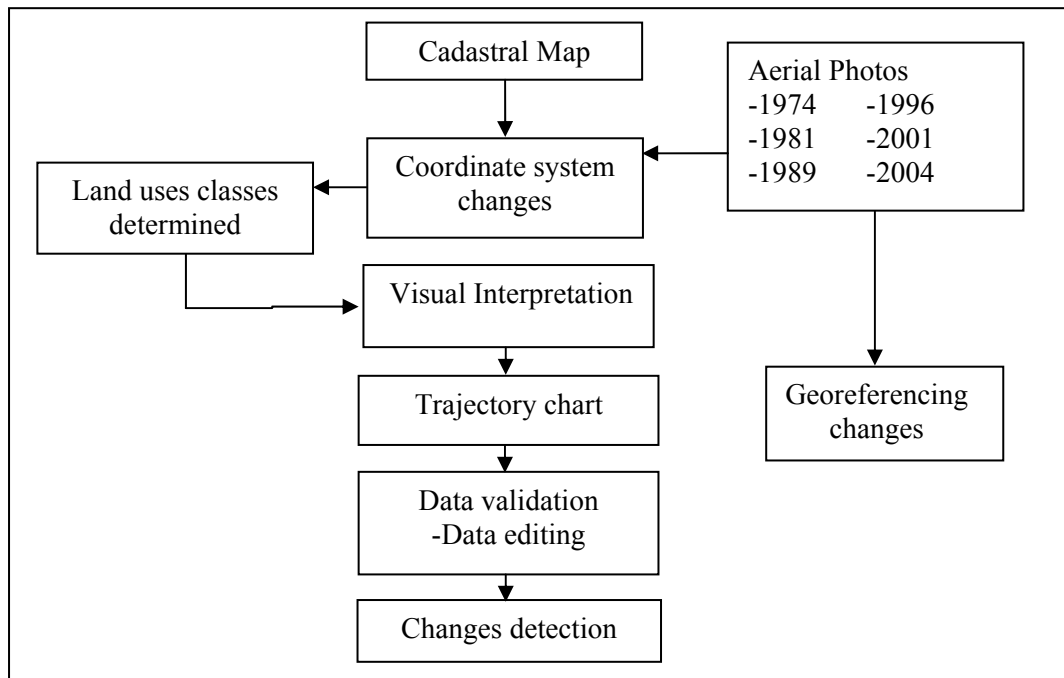 Cadastral Map
Aerial Photos
-1974 -1996
-1981 -2001
-1989 -2004
Coordinate system
changes
Land uses classes
determined
Visual Interpretation
Trajectory chart
Georeferencing
changes
Data validation
-Data editing
Changes detection